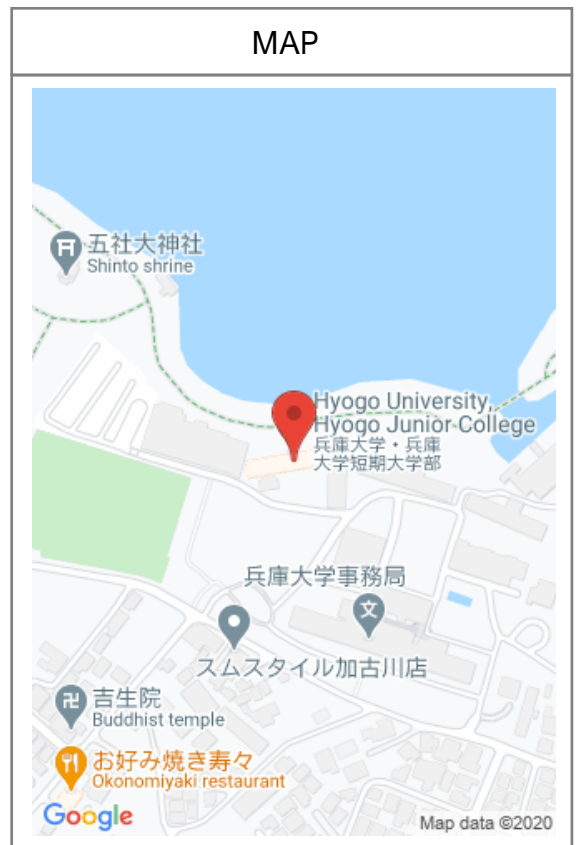 MAP
五社大神社
Shinto shrine
Hyogo University,
Hyogo Junior College
兵庫大学・兵庫
大学短期大学部
兵庫大学事務局
文
スムスタイル加古川店
卍
吉生院
Buddhist temple
お好み焼き寿々
Okonomiyaki restaurant
Google
Map data ©2020